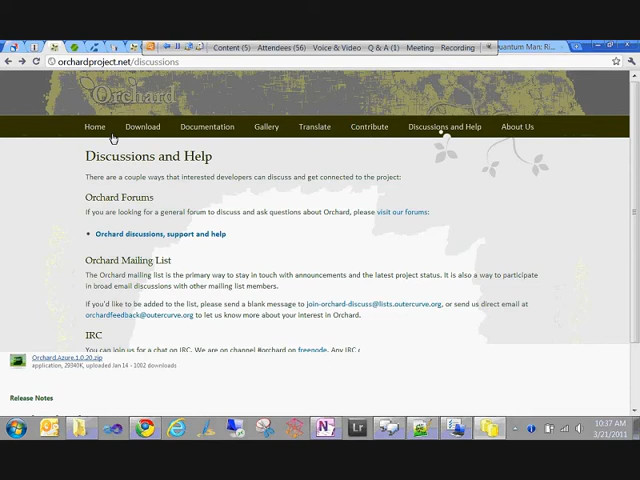 Content (5) Attendees (56) Voice & Video Q & A (1) Meeting Recording
uantum Man: Ri
orchardproject.net/discussions
Orchard
Home Download Documentation Gallery Translate Contribute Discussions and Help About Us
Discussions and Help
There are a couple ways that interested developers can discuss and get connected to the project:
Orchard Forums
If you are looking for a general forum to discuss and ask questions about Orchard, please visit our forums:
Orchard discussions, support and help
Orchard Mailing List
The Orchard mailing list is the primary way to stay in touch with announcements and the latest project status. It is also a way to participate
in broad email discussions with other mailing list members.
If you'd like to be added to the list, please send a blank message to join-orchard-discuss@lists.outercurve.org, or send us direct email at
orchardfeedback@outercurve.org to let us know more about your interest in Orchard.
IRC
You can join us for a chat on IRC. We are on channel #orchard on freenode. Any IRC c
Orchard.Azure.1.0.20.zip
application, 29340K, uploaded Jan 14 - 1002 downloads
Release Notes
Lr
10:37 AM
3/21/2011